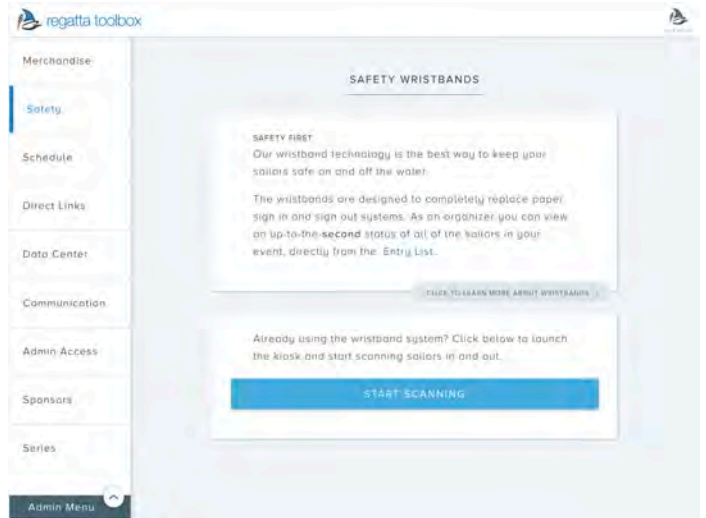 regatta toolbox
Merchandise
Safety
Schedule
Direct Links
Data Center
Communication
Admin Access
Sponsors
Series
Admin Menu
SAFETY WRISTBANDS
SAFETY FIRST
Our wristband technology is the best way to keep your
sailors safe on and off the water.
The wristbands are designed to completely replace paper
sign in and sign out systems. As an organizer you can view
an up-to-the-second status of all of the sailors in your
event, directly from the Entry List.
CLICK TO LEARN MORE ABOUT WRISTBANDS
Already using the wristband system? Click below to launch
the kiosk and start scanning sailors in and out.
START SCANNING